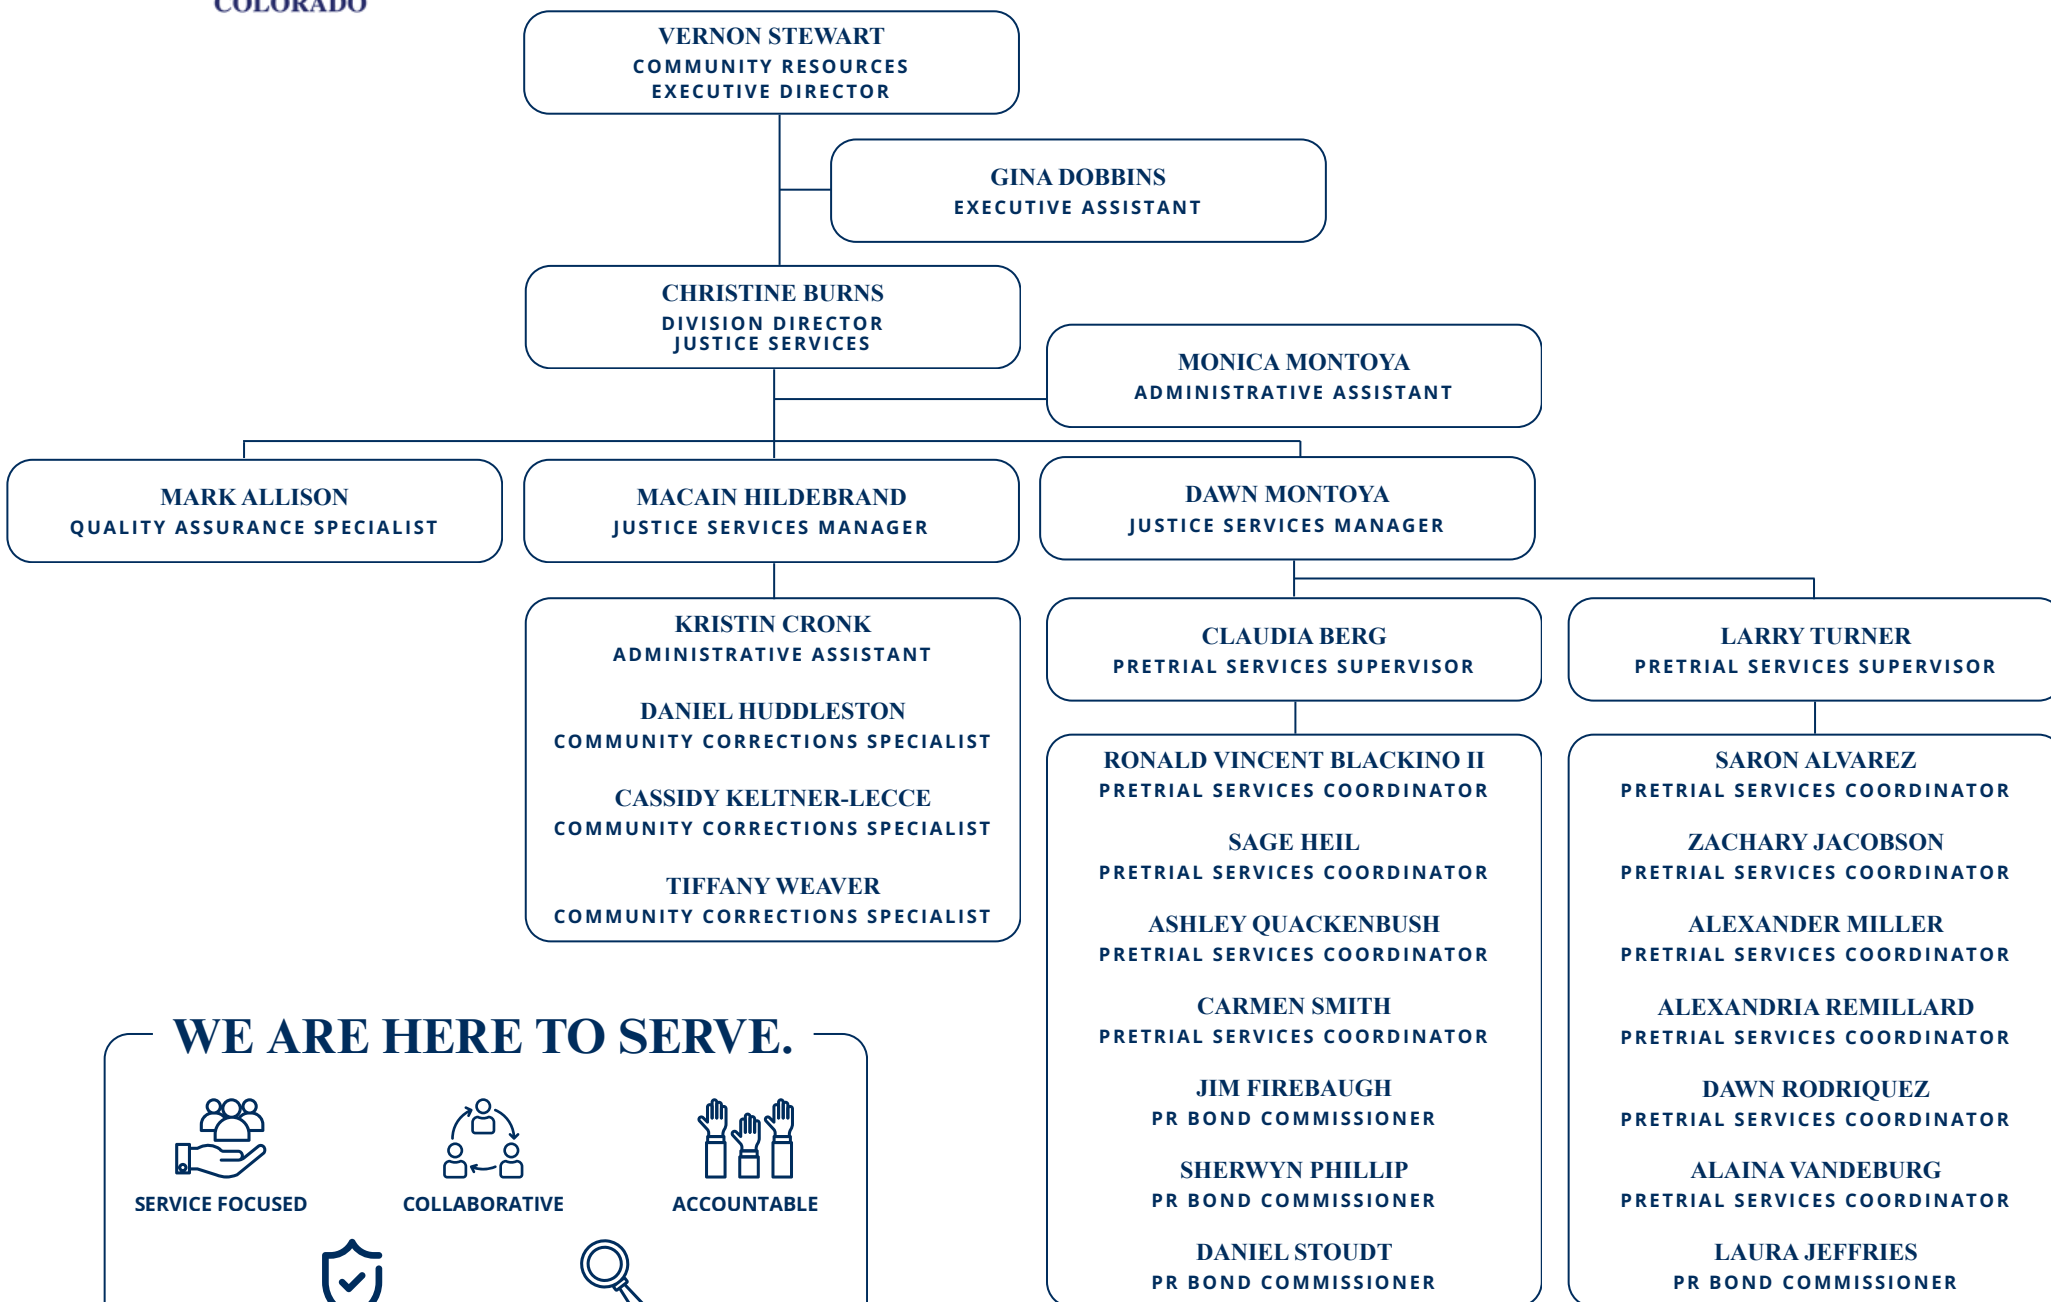 COLORADO
VERNON STEWART
COMMUNITY RESOURCES
EXECUTIVE DIRECTOR
GINA DOBBINS
EXECUTIVE ASSISTANT
CHRISTINE BURNS
DIVISION DIRECTOR
JUSTICE SERVICES
MONICA MONTOYA
ADMINISTRATIVE ASSISTANT
MARK ALLISON
QUALITY ASSURANCE SPECIALIST
MACAIN HILDEBRAND
JUSTICE SERVICES MANAGER
DAWN MONTOYA
JUSTICE SERVICES MANAGER
KRISTIN CRONK
ADMINISTRATIVE ASSISTANT
DANIEL HUDDLESTON
COMMUNITY CORRECTIONS SPECIALIST
CASSIDY KELTNER-LECCE
COMMUNITY CORRECTIONS SPECIALIST
TIFFANY WEAVER
COMMUNITY CORRECTIONS SPECIALIST
CLAUDIA BERG
PRETRIAL SERVICES SUPERVISOR
LARRY TURNER
PRETRIAL SERVICES SUPERVISOR
RONALD VINCENT BLACKINO II
PRETRIAL SERVICES COORDINATOR
SAGE HEIL
PRETRIAL SERVICES COORDINATOR
ASHLEY QUACKENBUSH
PRETRIAL SERVICES COORDINATOR
CARMEN SMITH
PRETRIAL SERVICES COORDINATOR
JIM FIREBAUGH
PR BOND COMMISSIONER
SHERWYN PHILLIP
PR BOND COMMISSIONER
DANIEL STOUDT
PR BOND COMMISSIONER
SARON ALVAREZ
PRETRIAL SERVICES COORDINATOR
ZACHARY JACOBSON
PRETRIAL SERVICES COORDINATOR
ALEXANDER MILLER
PRETRIAL SERVICES COORDINATOR
ALEXANDRIA REMILLARD
PRETRIAL SERVICES COORDINATOR
DAWN RODRIQUEZ
PRETRIAL SERVICES COORDINATOR
ALAINA VANDEBURG
PRETRIAL SERVICES COORDINATOR
LAURA JEFFRIES
PR BOND COMMISSIONER
WE ARE HERE TO SERVE.
SERVICE FOCUSED
COLLABORATIVE
ACCOUNTABLE